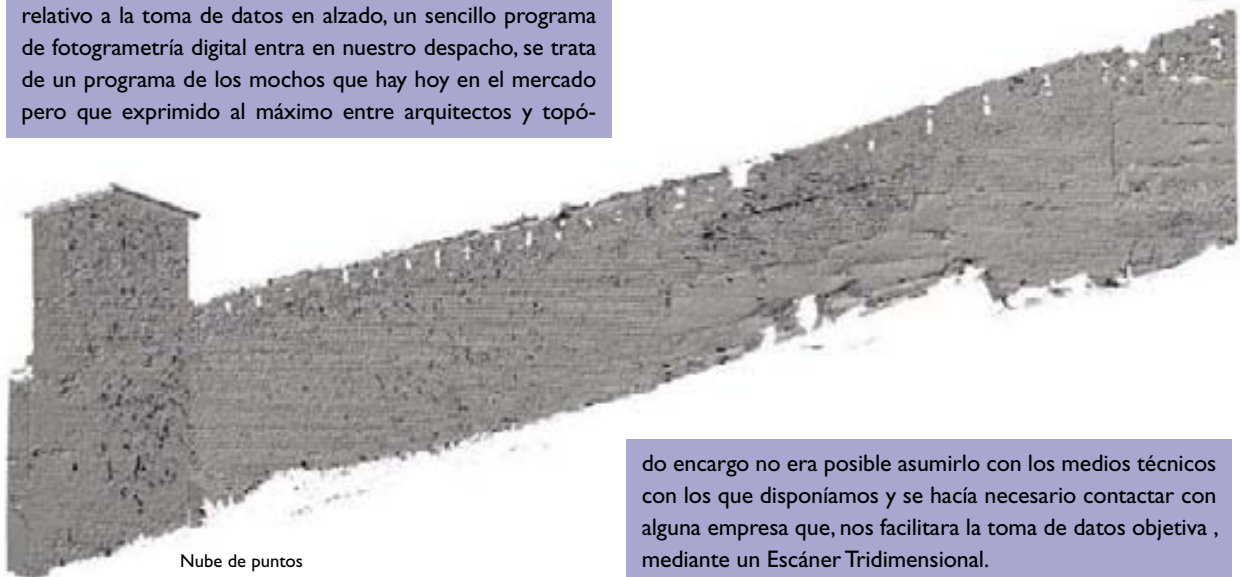 relativo a la toma de datos en alzado, un sencillo programa
de fotogrametría digital entra en nuestro despacho, se trata
de un programa de los mochos que hay hoy en el mercado
pero que exprimido al máximo entre arquitectos y topó-
Nube de puntos
do encargo no era posible asumirlo con los medios técnicos
con los que disponíamos y se hacía necesario contactar con
alguna empresa que, nos facilitara la toma de datos objetiva ,
mediante un Escáner Tridimensional.